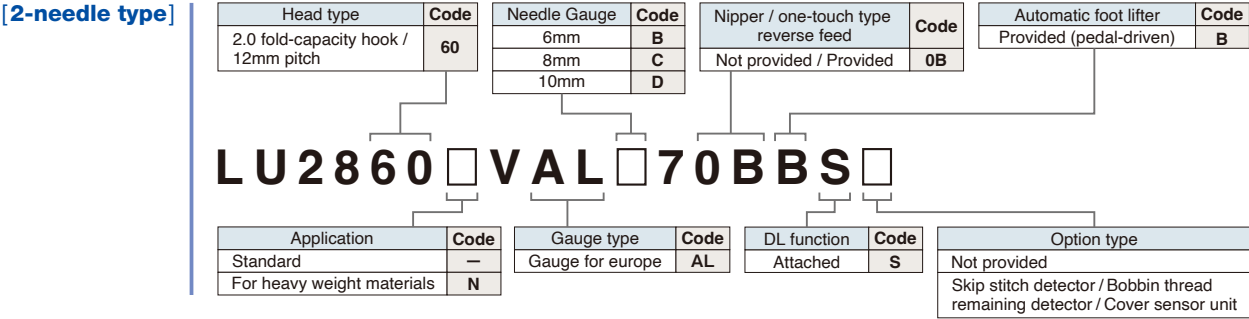 [2-needle type]
Head type Code
2.0 fold-capacity hook /
12mm pitch
60
Needle Gauge Code
6mm B
8mm C
10mm D
Nipper / one-touch type
reverse feed
Code
Not provided / Provided 0B
Automatic foot lifter Code
Provided (pedal-driven) B
LU2860□VAL□70BBS□
Application Code
Standard —
For heavy weight materials N
Gauge type Code
Gauge for europe AL
DL function Code
Attached S
Option type
Not provided
Skip stitch detector / Bobbin thread
remaining detector / Cover sensor unit